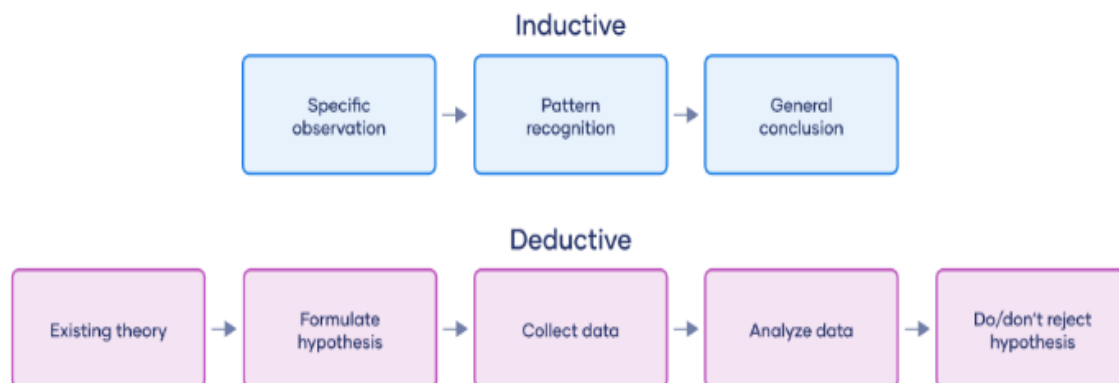 Inductive
Specific
observation
Pattern
recognition
General
conclusion
Deductive
Existing theory
Formulate
hypothesis
Collect data
Analyze data
Do/don't reject
hypothesis